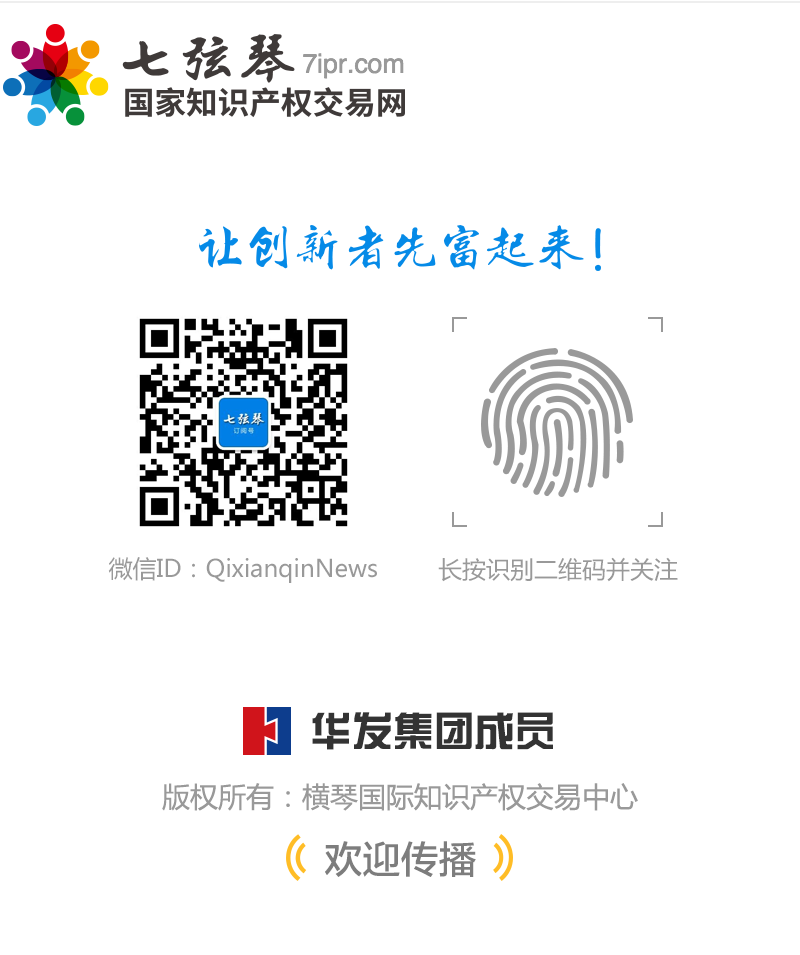 七弦琴 7ipr.com
国家知识产权交易网
让创新者先富起来！
七弦琴
订阅号
微信ID：QixianqinNews
长按识别二维码并关注
华发集团成员
版权所有：横琴国际知识产权交易中心
欢迎传播